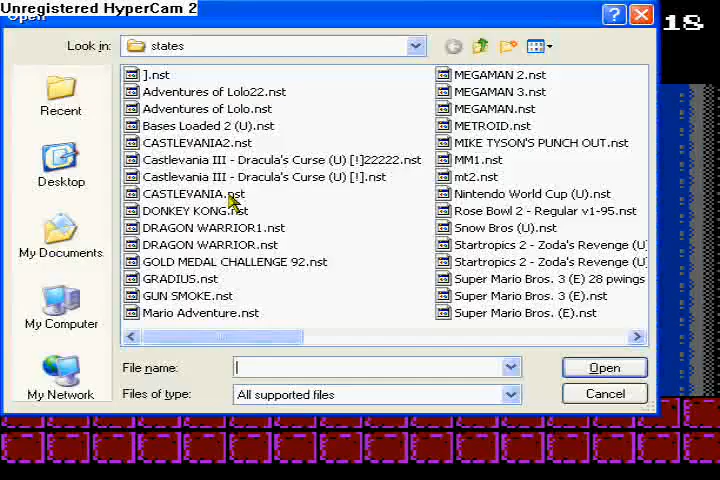 Unregistered HyperCam 2
18
Look in: states
Recent
Desktop
My Documents
My Computer
My Network
].nst
Adventures of Lolo22.nst
Adventures of Lolo.nst
Bases Loaded 2 (U).nst
CASTLEVANIA2.nst
Castlevania III - Dracula's Curse (U) [!]22222.nst
Castlevania III - Dracula's Curse (U) [!].nst
CASTLEVANIA.nst
DONKEY KONG.nst
DRAGON WARRIOR1.nst
DRAGON WARRIOR.nst
GOLD MEDAL CHALLENGE 92.nst
GRADIUS.nst
GUN SMOKE.nst
Mario Adventure.nst
MEGAMAN 2.nst
MEGAMAN 3.nst
MEGAMAN.nst
METROID.nst
MIKE TYSON'S PUNCH OUT.nst
MM1.nst
mt2.nst
Nintendo World Cup (U).nst
Rose Bowl 2 - Regular v1-95.nst
Snow Bros (U).nst
Startropics 2 - Zoda's Revenge (U
Startropics 2 - Zoda's Revenge (U
Super Mario Bros. 3 (E) 28 pwings
Super Mario Bros. 3 (E).nst
Super Mario Bros. (E).nst
File name:
Open
Files of type: All supported files
Cancel